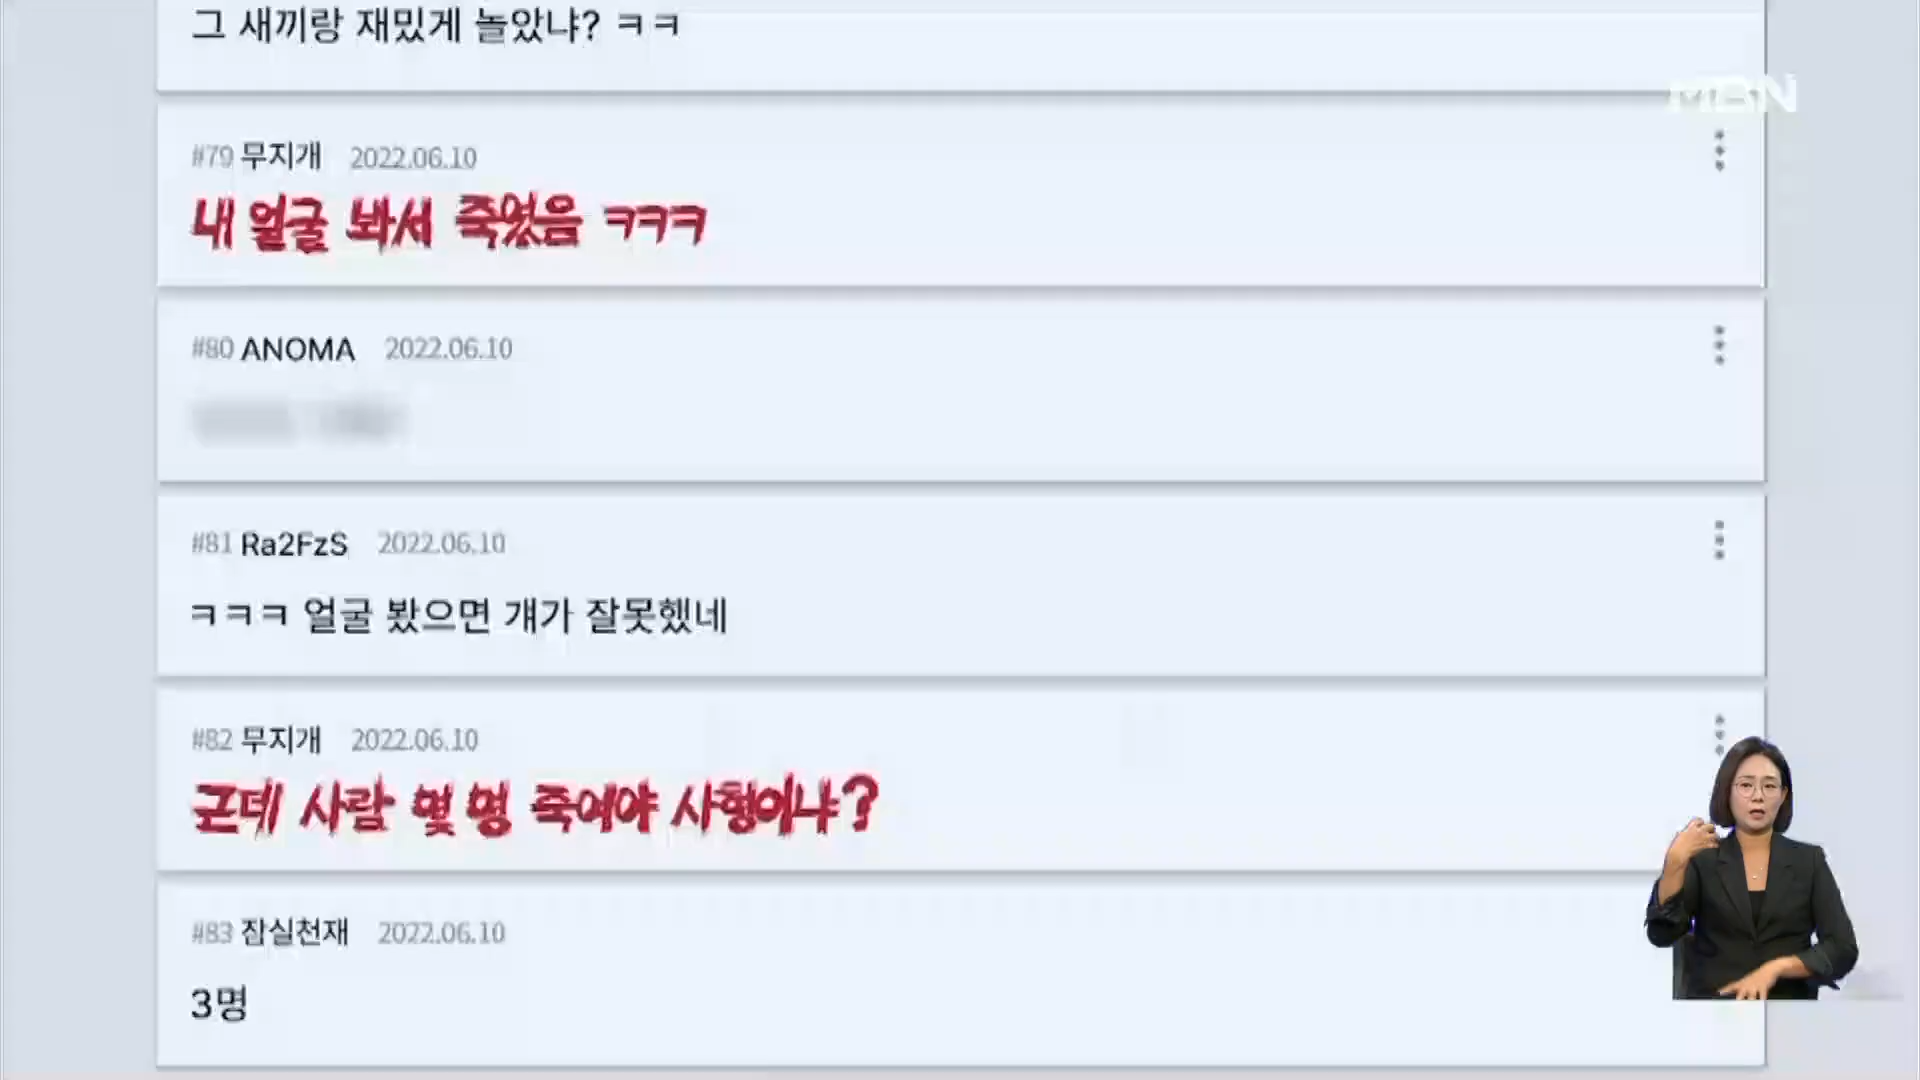 그 새끼랑 재밌게 놀았냐? ㅋㅋ
MBN
#79 무지개 2022.06.10
내 얼굴 봐서 죽였음 ㅋㅋㅋ
#80 ANOMA 2022.06.10
#81 Ra2FzS 2022.06.10
ㅋㅋㅋ 얼굴 봤으면 걔가 잘못했네
#82 무지개 2022.06.10
근데 사람 몇 명 죽여야 사형이냐?
#83 잠실천재 2022.06.10
3명